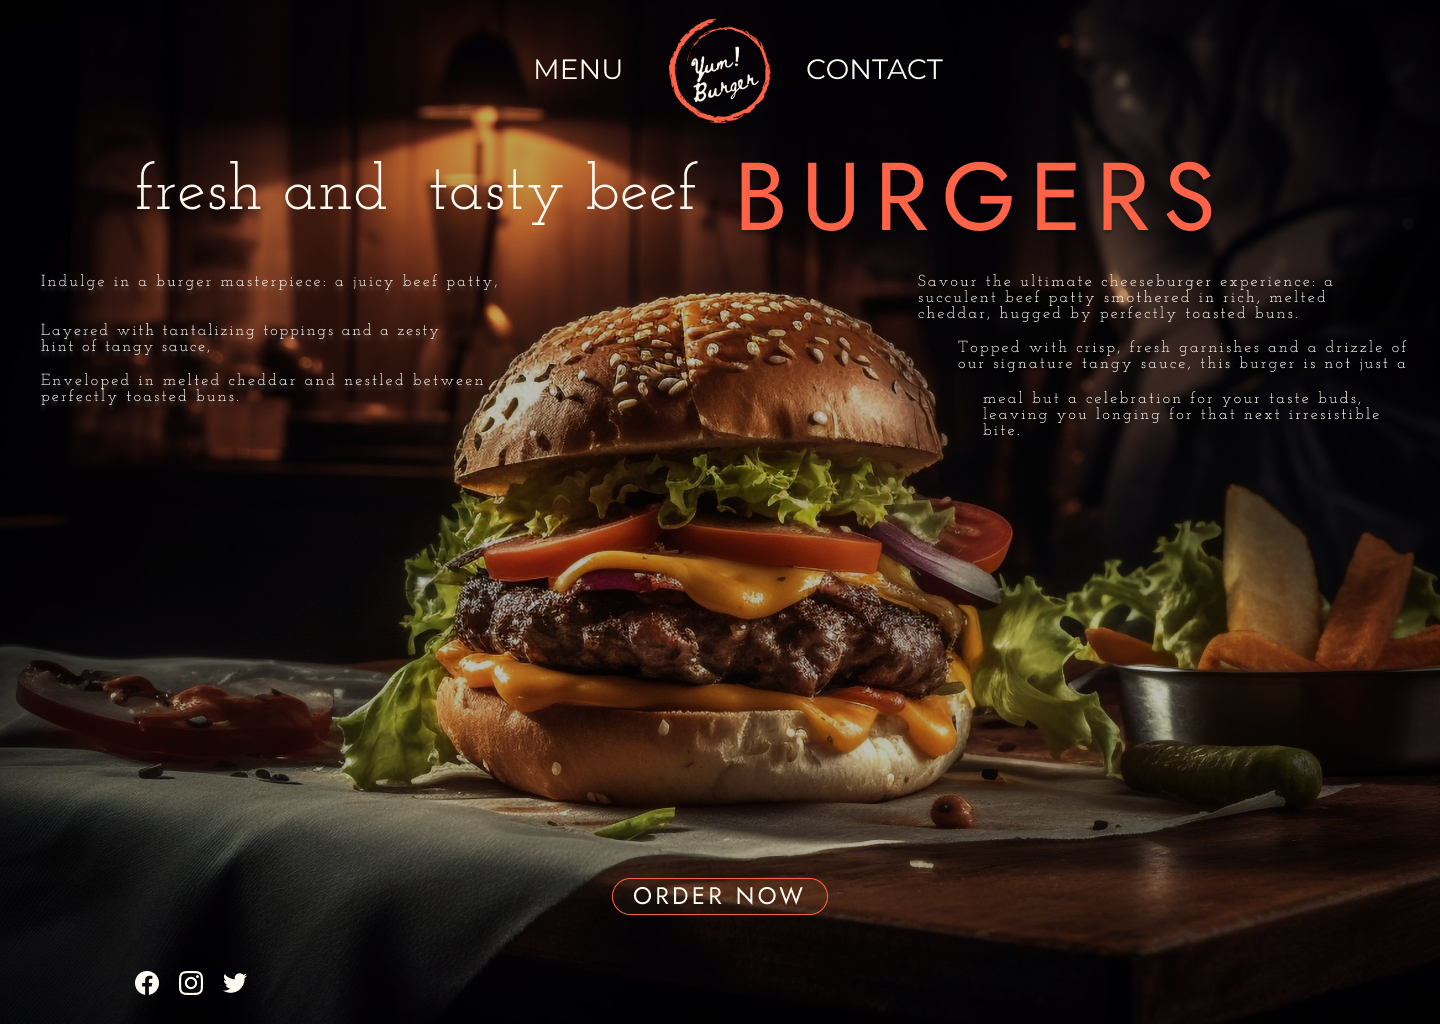 MENU
Yum!
Burger
CONTACT
fresh and tasty beef BURGERS
Indulge in a burger masterpiece: a juicy beef patty,
Layered with tantalizing toppings and a zesty
hint of tangy sauce,
Enveloped in melted cheddar and nestled between
perfectly toasted buns.
Savour the ultimate cheeseburger experience: a
succulent beef patty smothered in rich, melted
cheddar, hugged by perfectly toasted buns.
Topped with crisp, fresh garnishes and a drizzle of
our signature tangy sauce, this burger is not just a
meal but a celebration for your taste buds,
leaving you longing for that next irresistible
bite.
ORDER NOW